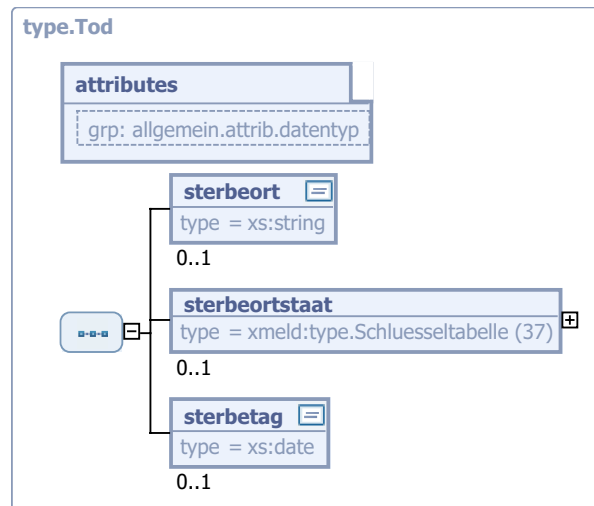 type.Tod
attributes
grp: allgemein.attrib.datentyp
sterbeort
type = xs:string
0..1
sterbeortstaat
type = xmeld:type.Schluesseltabelle (37)
0..1
sterbetag
type = xs:date
0..1